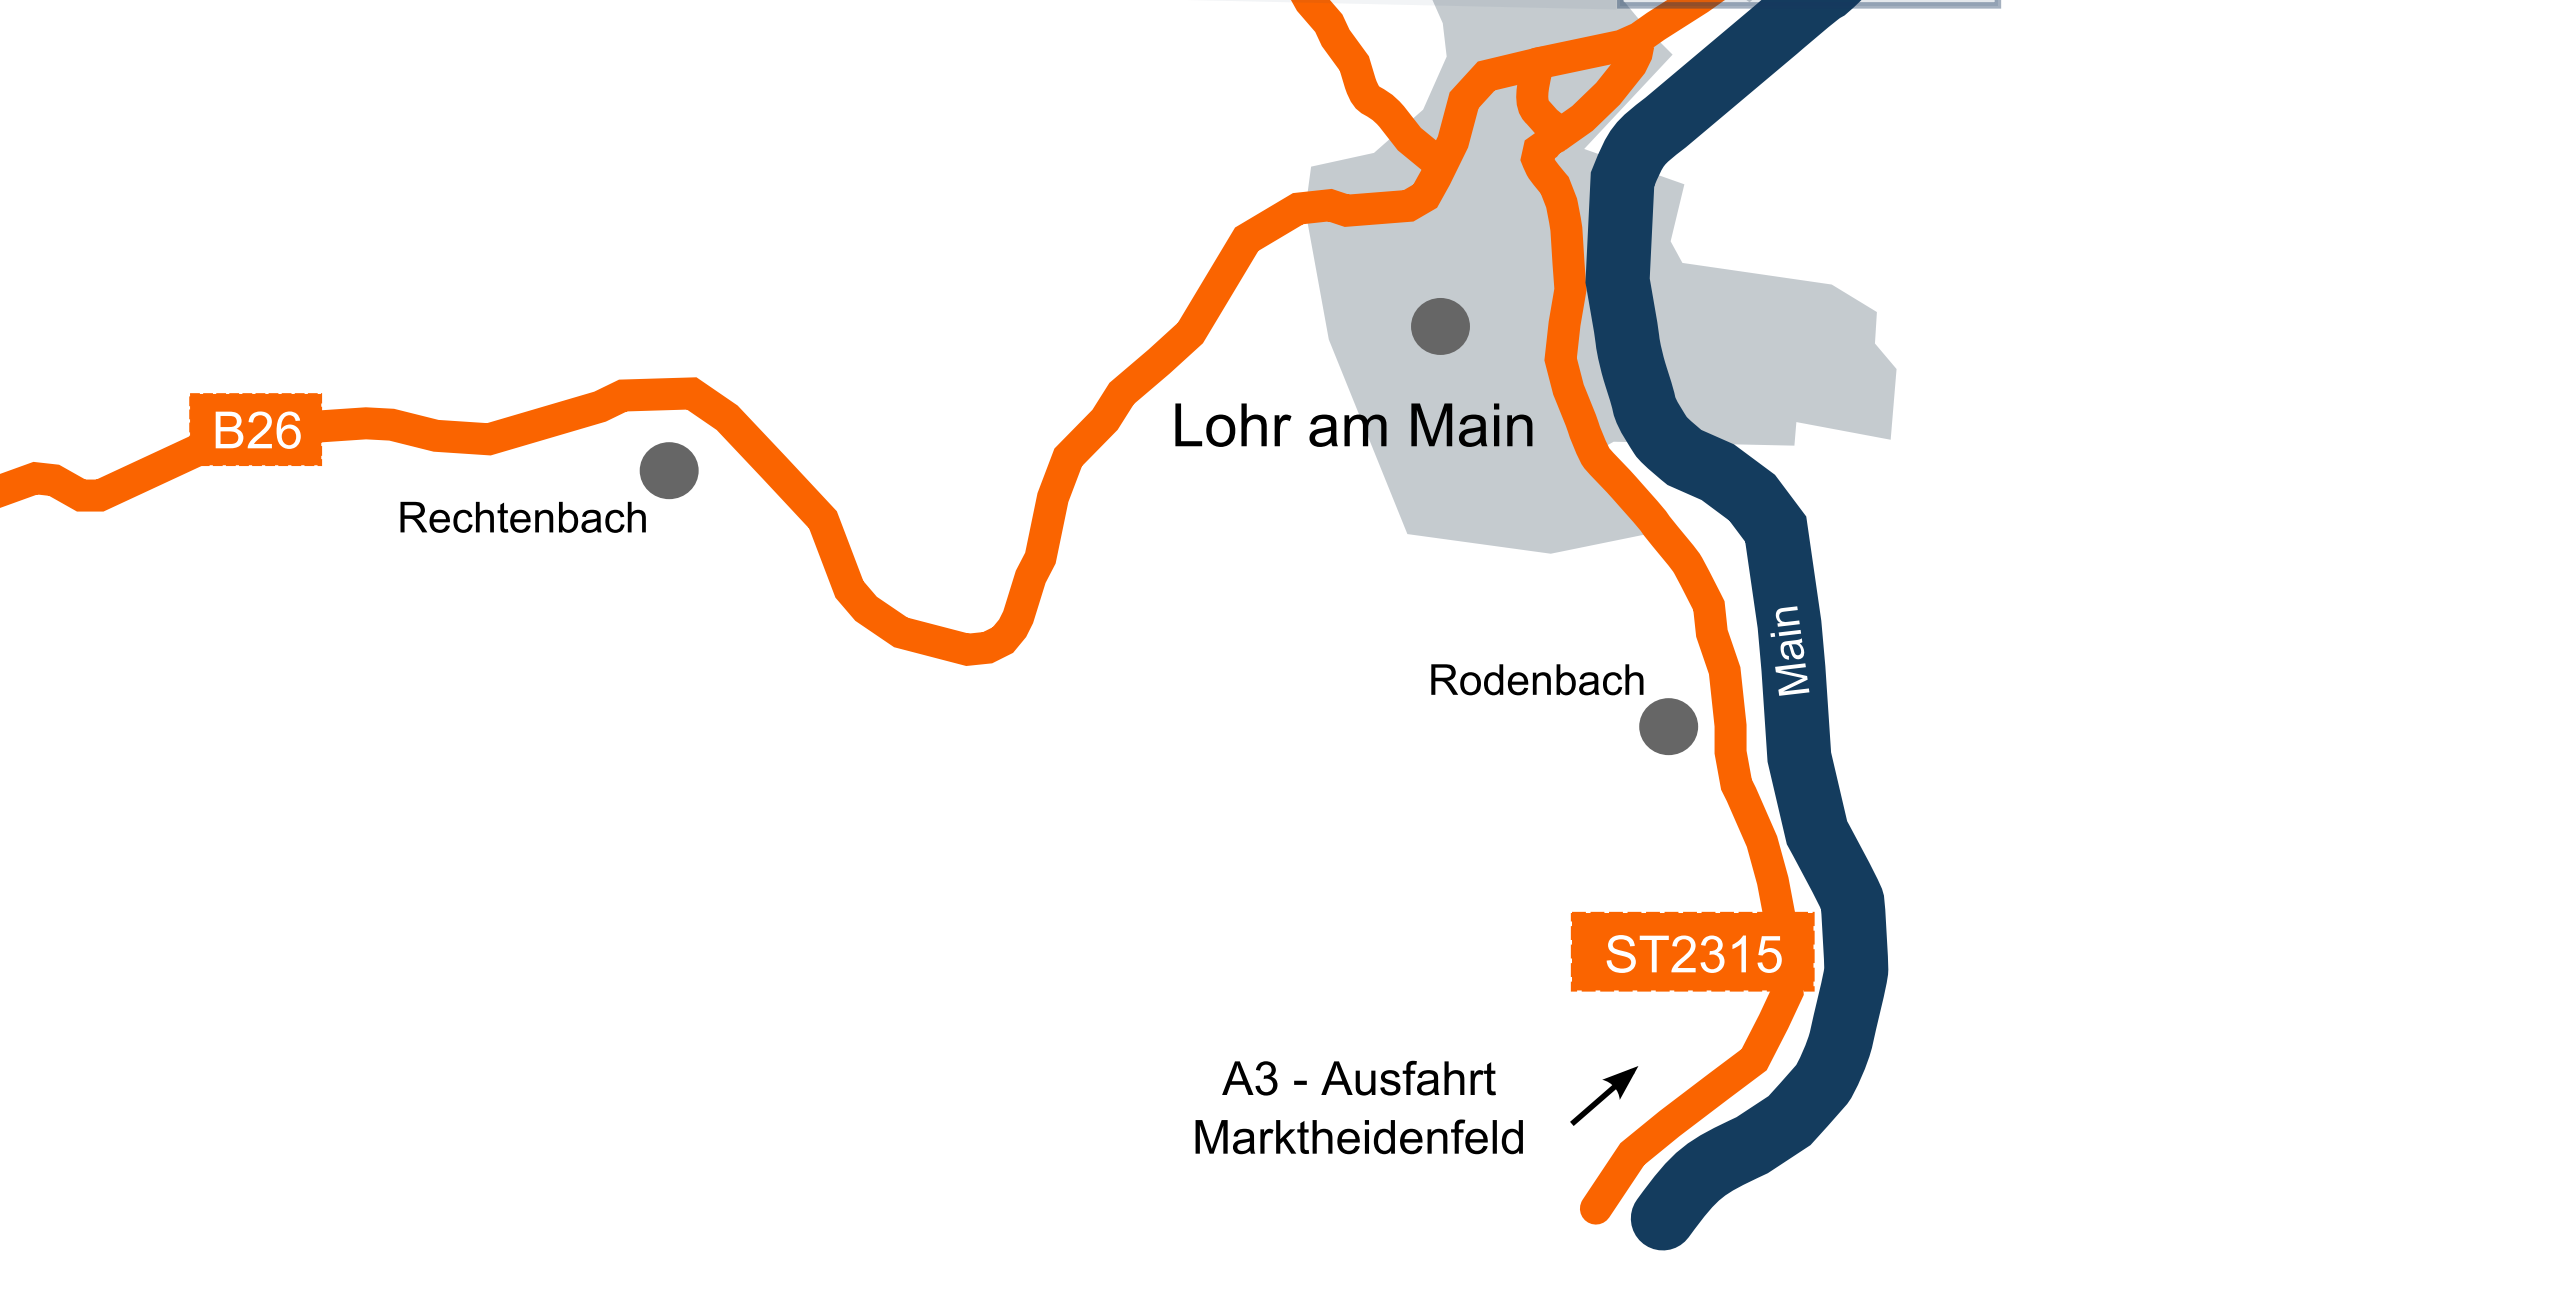 Lohr am Main
B26
Rechtenbach
Main
Rodenbach
ST2315
A3 - Ausfahrt
Marktheidenfeld